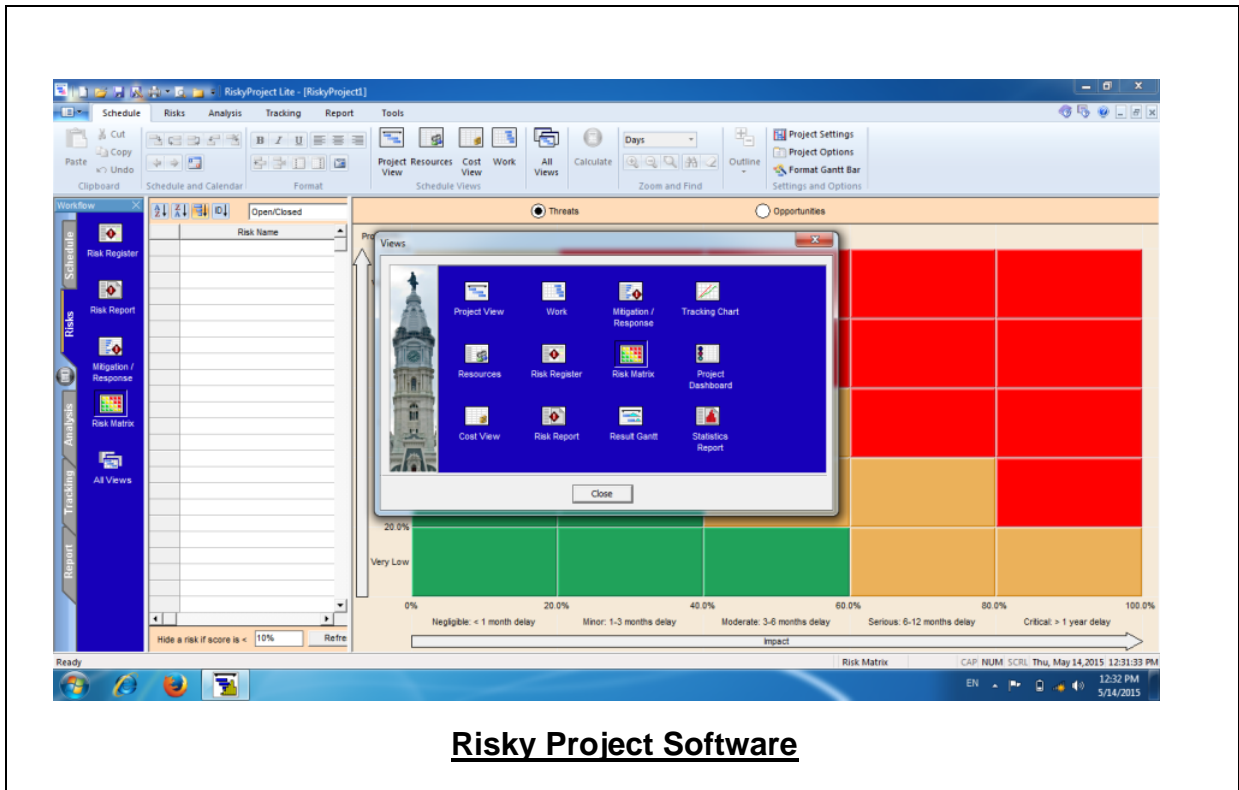 RiskyProject Lite - [RiskyProject1]
Schedule Risks Analysis Tracking Report Tools
Paste
Cut
Copy
Undo
Clipboard
Schedule and Calendar
B I U
Format
Project View
Resources
Cost View
Work
Schedule Views
All Views
Calculate
Days
Zoom and Find
Outline
Project Settings
Project Options
Format Gantt Bar
Settings and Options
Workflow
Schedule
Risks
Analysis
Tracking
Report
Risk Register
Risk Report
Mitigation /
Response
Risk Matrix
All Views
Open/Closed
Risk Name
Hide a risk if score is < 10% Refre
Threats Opportunities
Views
Project View Work Mitigation / Response Tracking Chart
Resources Risk Register Risk Matrix Project Dashboard
Cost View Risk Report Result Gantt Statistics Report
Close
20.0%
Very Low
0% 20.0% 40.0% 60.0% 80.0% 100.0%
Negligible: < 1 month delay Minor: 1-3 months delay Moderate: 3-6 months delay Serious: 6-12 months delay Critical: > 1 year delay
Impact
Ready Risk Matrix CAP NUM SCRL Thu, May 14,2015 12:31:33 PM
EN 12:32 PM
5/14/2015
Risky Project Software